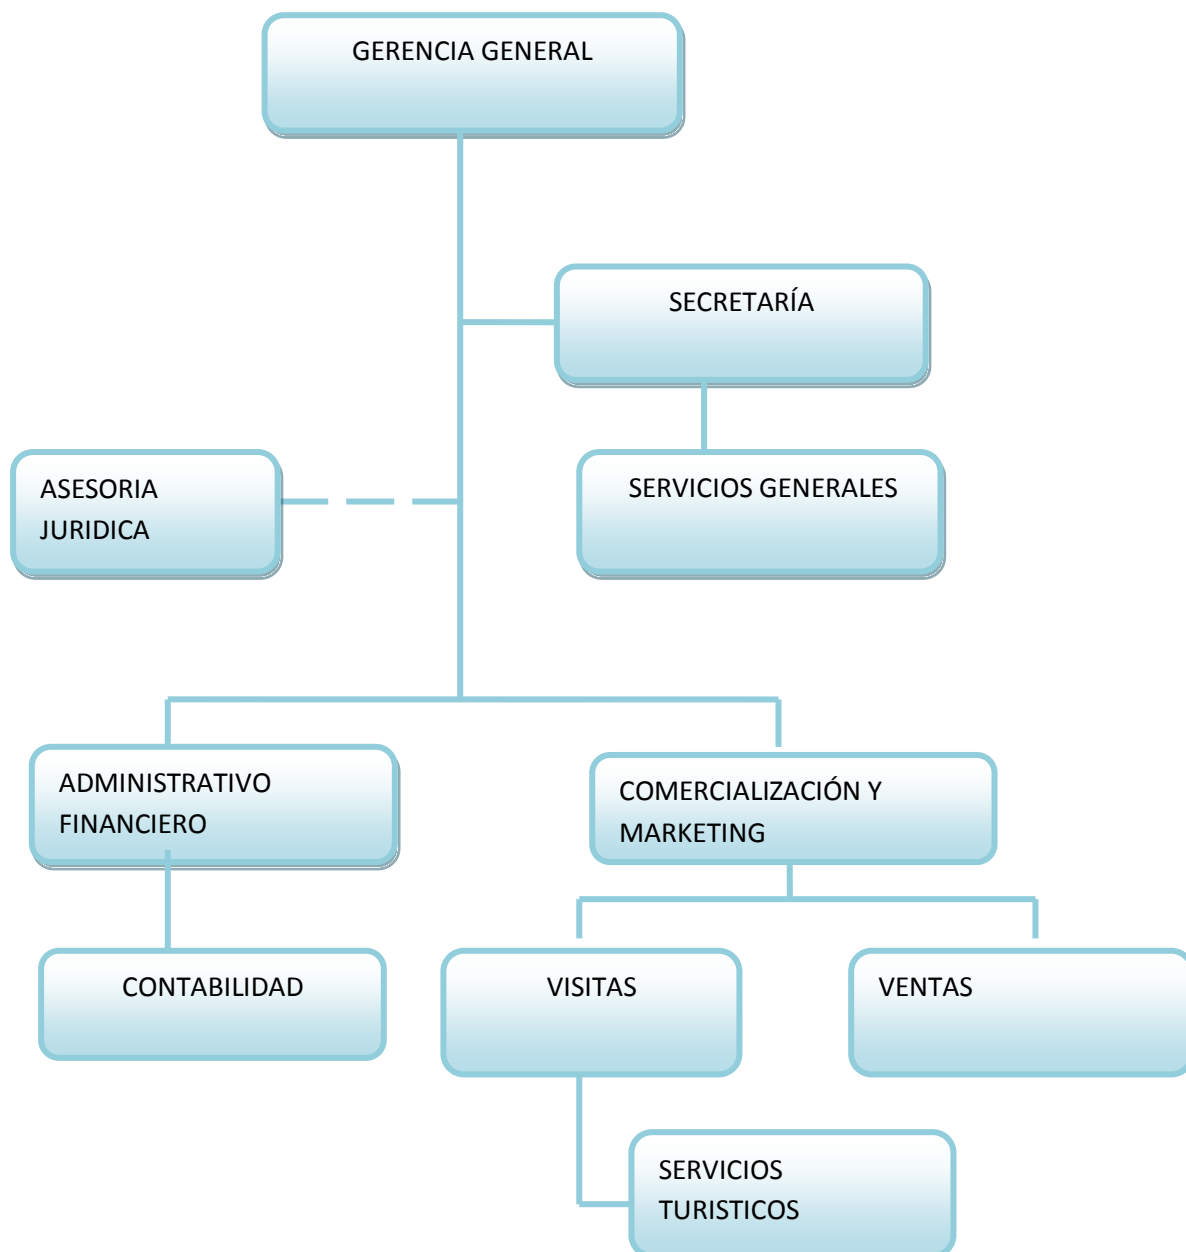 GERENCIA GENERAL
SECRETARÍA
ASESORIA
JURIDICA
SERVICIOS GENERALES
ADMINISTRATIVO
FINANCIERO
COMERCIALIZACIÓN Y
MARKETING
CONTABILIDAD
VISITAS
VENTAS
SERVICIOS
TURISTICOS